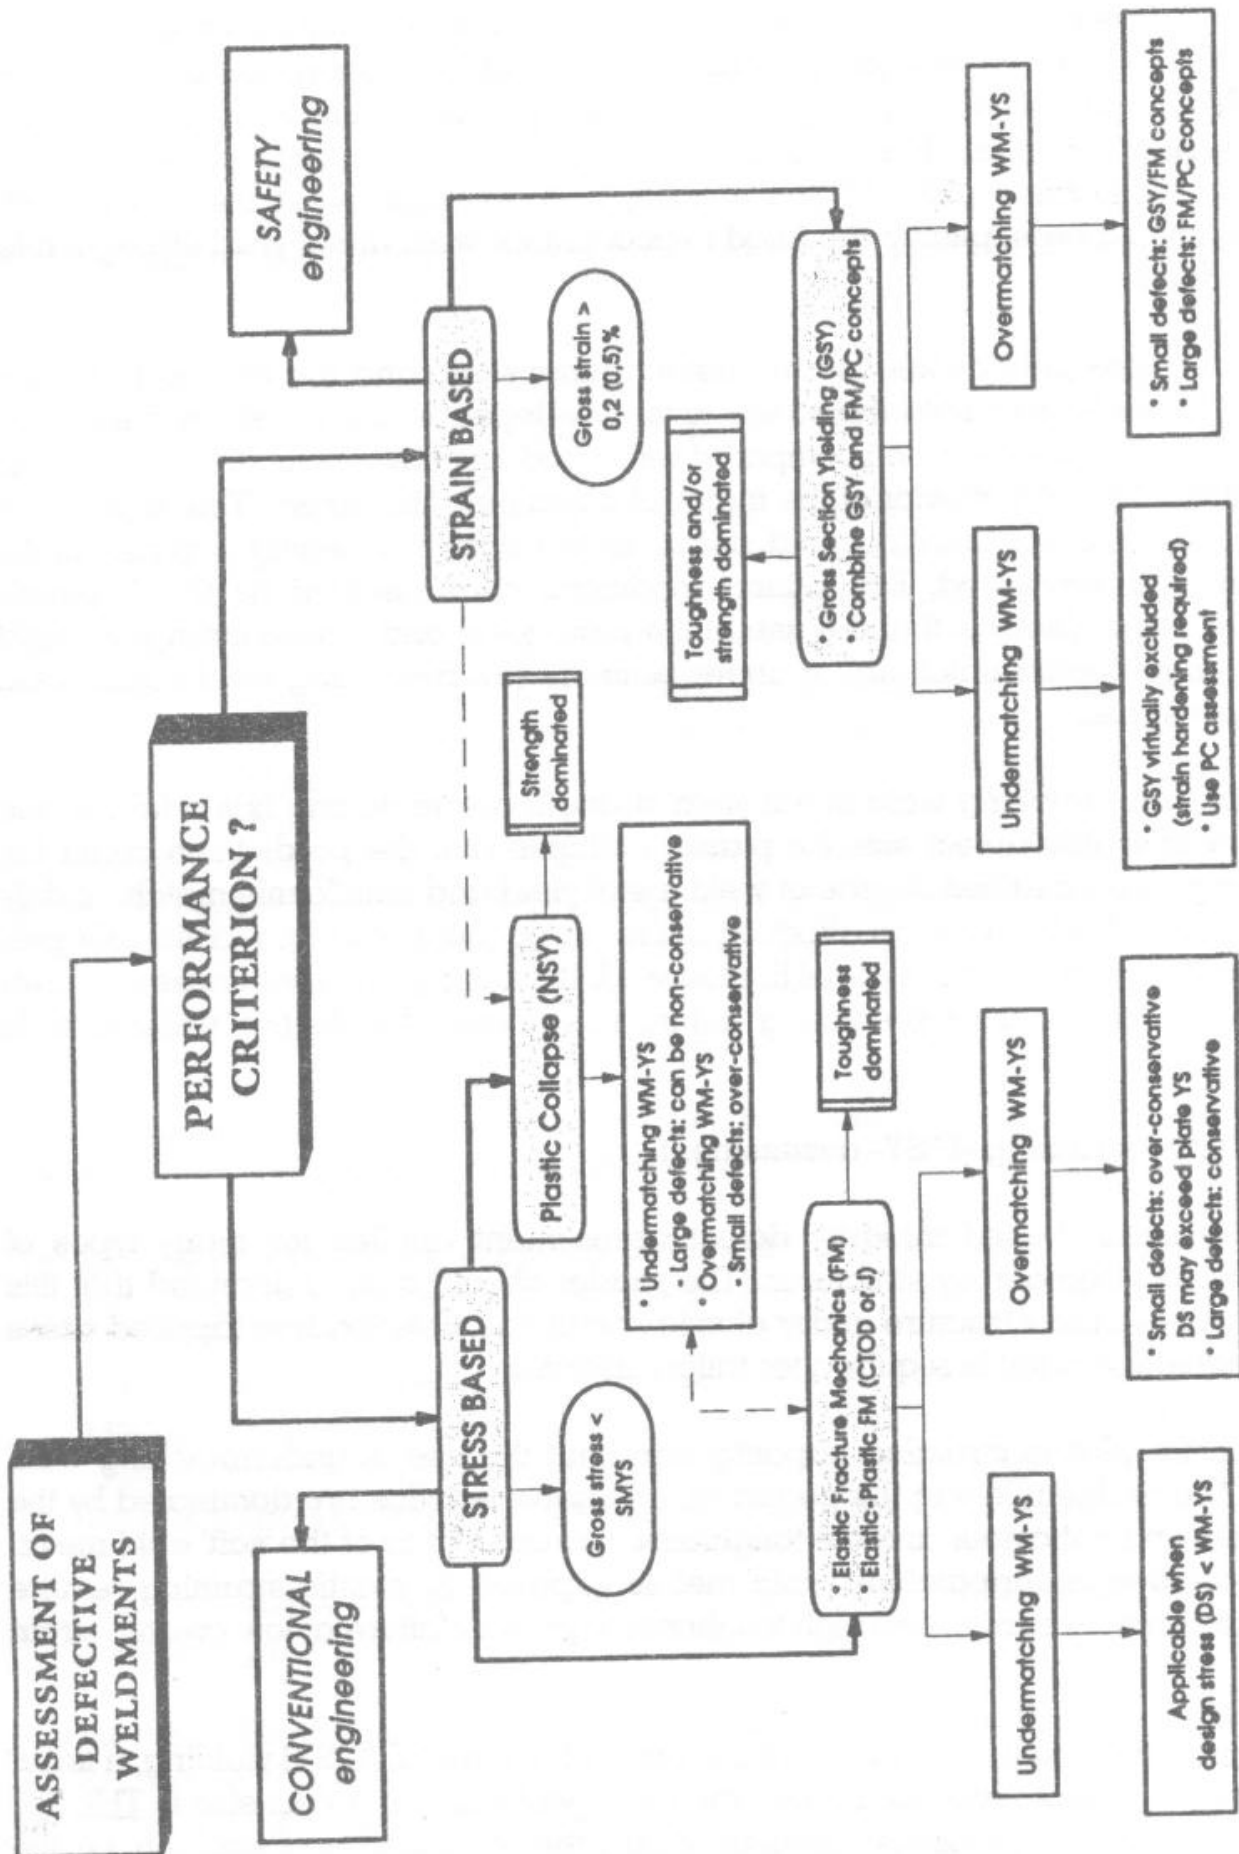 ASSESSMENT OF
DEFECTIVE
WELDMENTS
PERFORMANCE
CRITERION ?
CONVENTIONAL
engineering
SAFETY
engineering
STRESS BASED
STRAIN BASED
Gross stress <
SMYS
Gross strain >
0,2 (0,5) %
Plastic Collapse (NSY)
Strength
dominated
* Undermatching WM-YS
- Large defects: can be non-conservative
* Overmatching WM-YS
- Small defects: over-conservative
Toughness and/or
strength dominated
* Elastic Fracture Mechanics (FM)
* Elastic-Plastic FM (CTOD or J)
Toughness
dominated
* Gross Section Yielding (GSY)
* Combine GSY and FM/PC concepts
Undermatching WM-YS
Overmatching WM-YS
Undermatching WM-YS
Overmatching WM-YS
Applicable when
design stress (DS) < WM-YS
* Small defects: over-conservative
DS may exceed plate YS
* Large defects: conservative
* GSY virtually excluded
(strain hardening required)
* Use PC assessment
* Small defects: GSY/FM concepts
* Large defects: FM/PC concepts